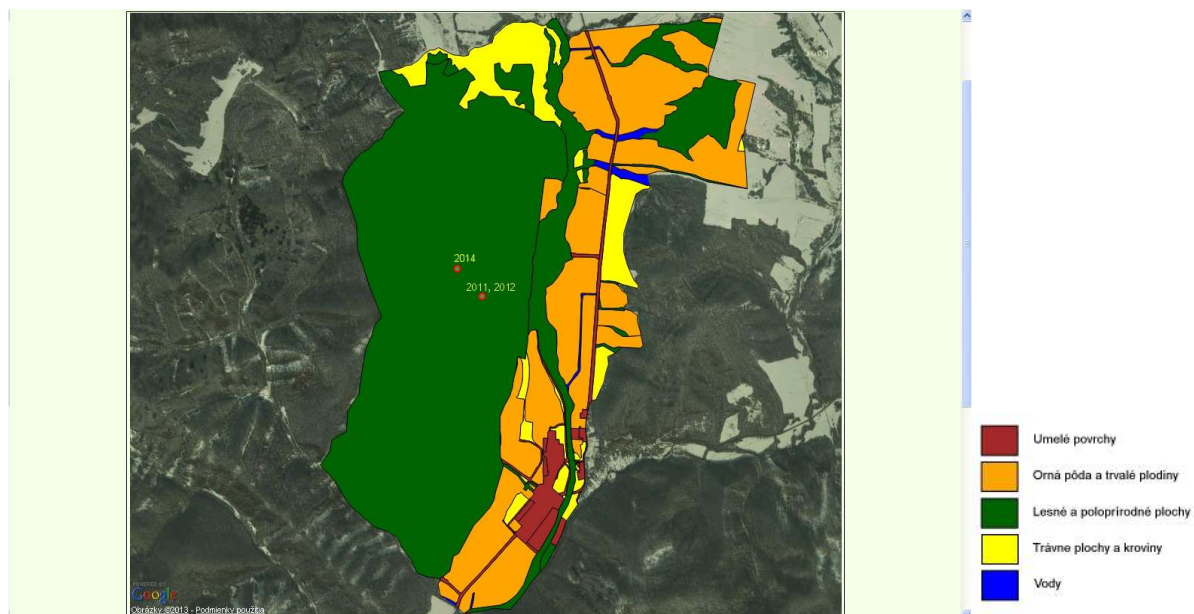 2014
2011, 2012
Umelé povrchy
Orná pôda a trvalé plodiny
Lesné a poloprírodné plochy
Trávne plochy a kroviny
Vody
POWERED BY
Google
Obrázky ©2013 - Podmienky použitia